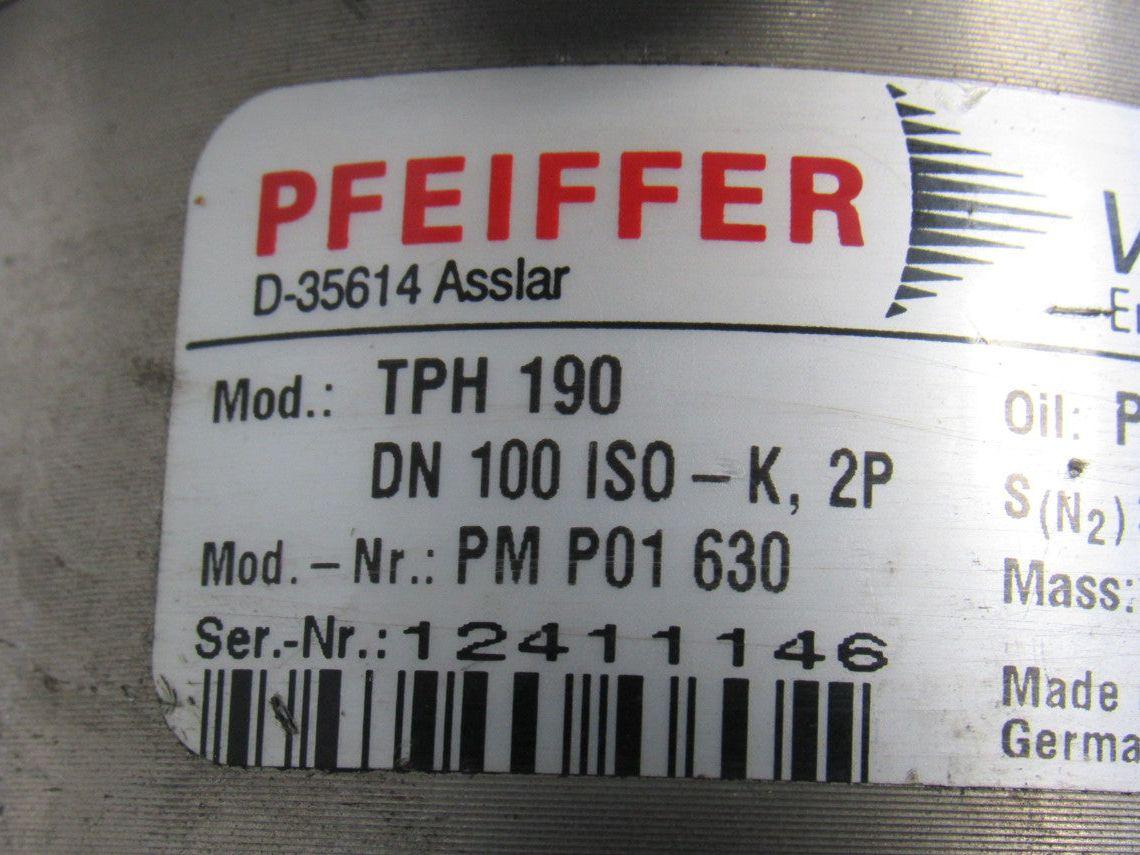 PFEIFFER
D-35614 Asslar
Mod.: TPH 190
DN 100 ISO – K, 2P
Mod. – Nr.: PM P01 630
Ser.-Nr.: 12411146
Oil: P
S (N2)
Mass:
Made
Germa